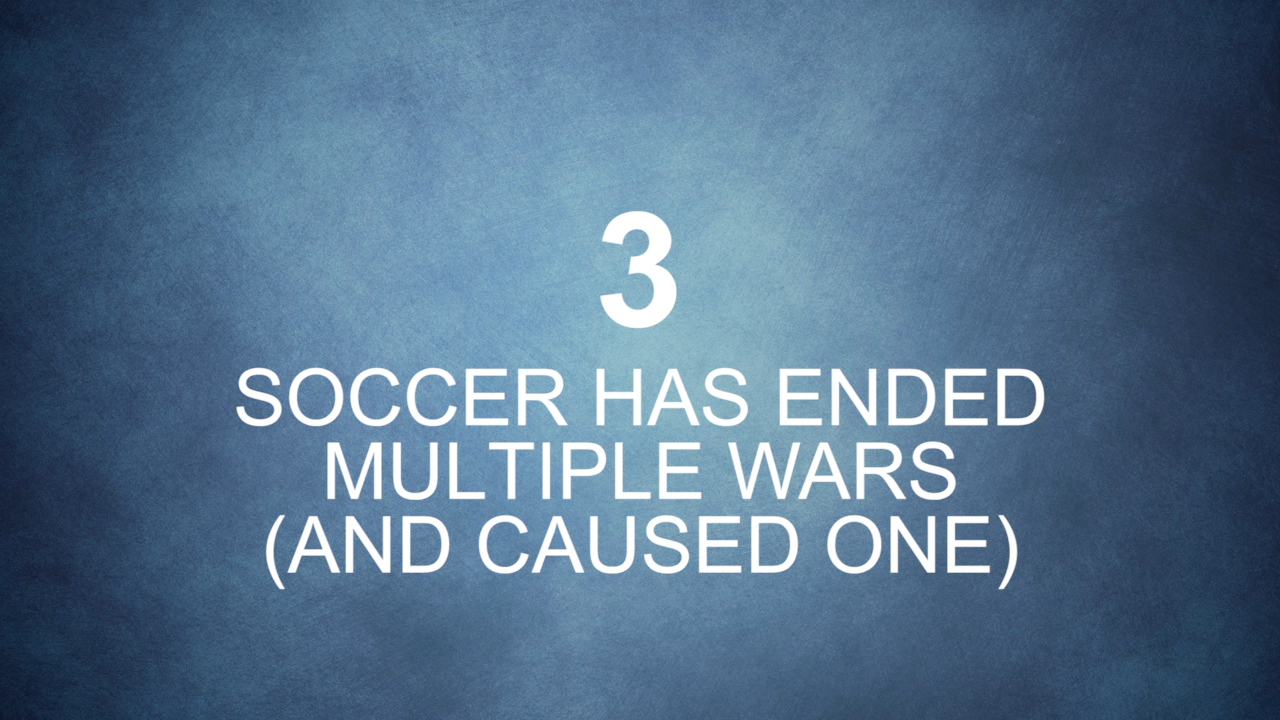 3
SOCCER HAS ENDED
MULTIPLE WARS
(AND CAUSED ONE)